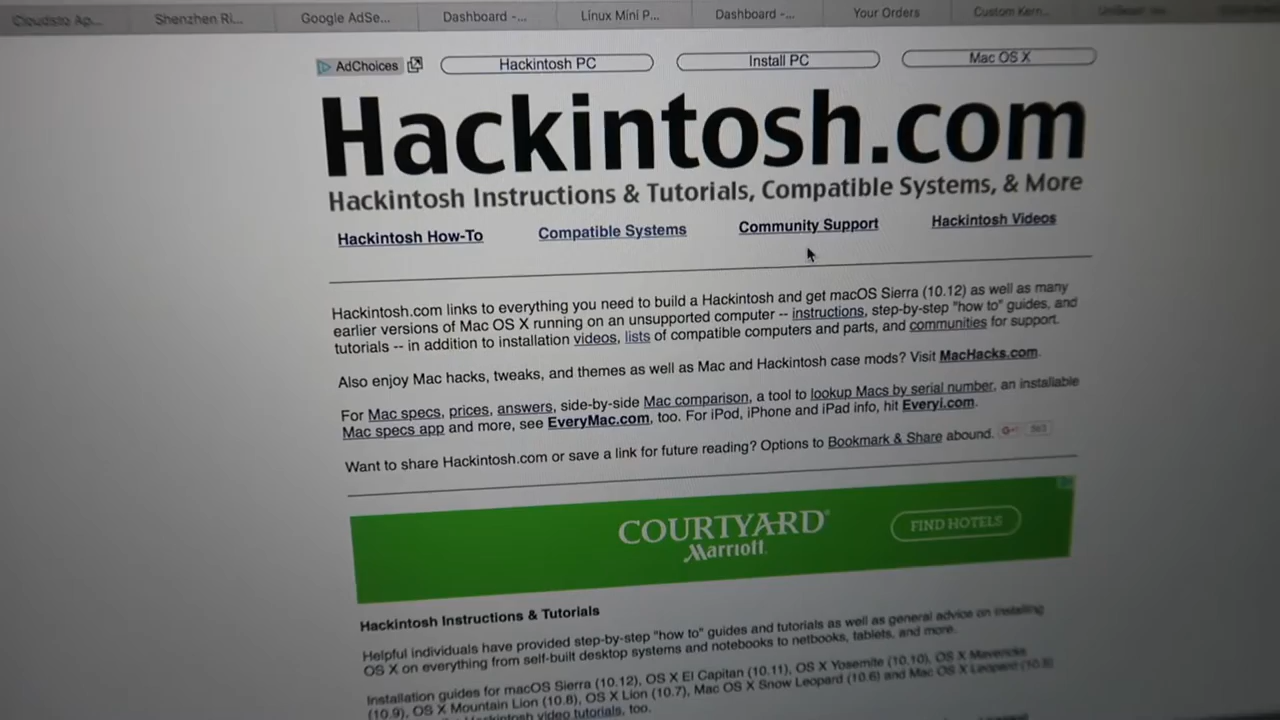 Cloudisto Ap... Shenzhen Ri... Google AdSe... Dashboard -... Linux Mini P... Dashboard -... Your Orders Custom Kern...
AdChoices Hackintosh PC Install PC Mac OS X
Hackintosh.com
Hackintosh Instructions & Tutorials, Compatible Systems, & More
Hackintosh How-To Compatible Systems Community Support Hackintosh Videos
Hackintosh.com links to everything you need to build a Hackintosh and get macOS Sierra (10.12) as well as many
earlier versions of Mac OS X running on an unsupported computer -- instructions, step-by-step "how to" guides, and
tutorials -- in addition to installation videos, lists of compatible computers and parts, and communities for support.
Also enjoy Mac hacks, tweaks, and themes as well as Mac and Hackintosh case mods? Visit MacHacks.com.
For Mac specs, prices, answers, side-by-side Mac comparison, a tool to lookup Macs by serial number, an installable
Mac specs app and more, see EveryMac.com, too. For iPod, iPhone and iPad info, hit Everyi.com.
Want to share Hackintosh.com or save a link for future reading? Options to Bookmark & Share abound.
COURTYARD
Marriott
FIND HOTELS
Hackintosh Instructions & Tutorials
Helpful individuals have provided step-by-step "how to" guides and tutorials as well as general advice on installing
OS X on everything from self-built desktop systems and notebooks to netbooks, tablets, and more.
Installation guides for macOS Sierra (10.12), OS X El Capitan (10.11), OS X Yosemite (10.10), OS X Mavericks
(10.9), OS X Mountain Lion (10.8), OS X Lion (10.7), Mac OS X Snow Leopard (10.6) and Mac OS X Leopard (10.5)
Hackintosh video tutorials, too.